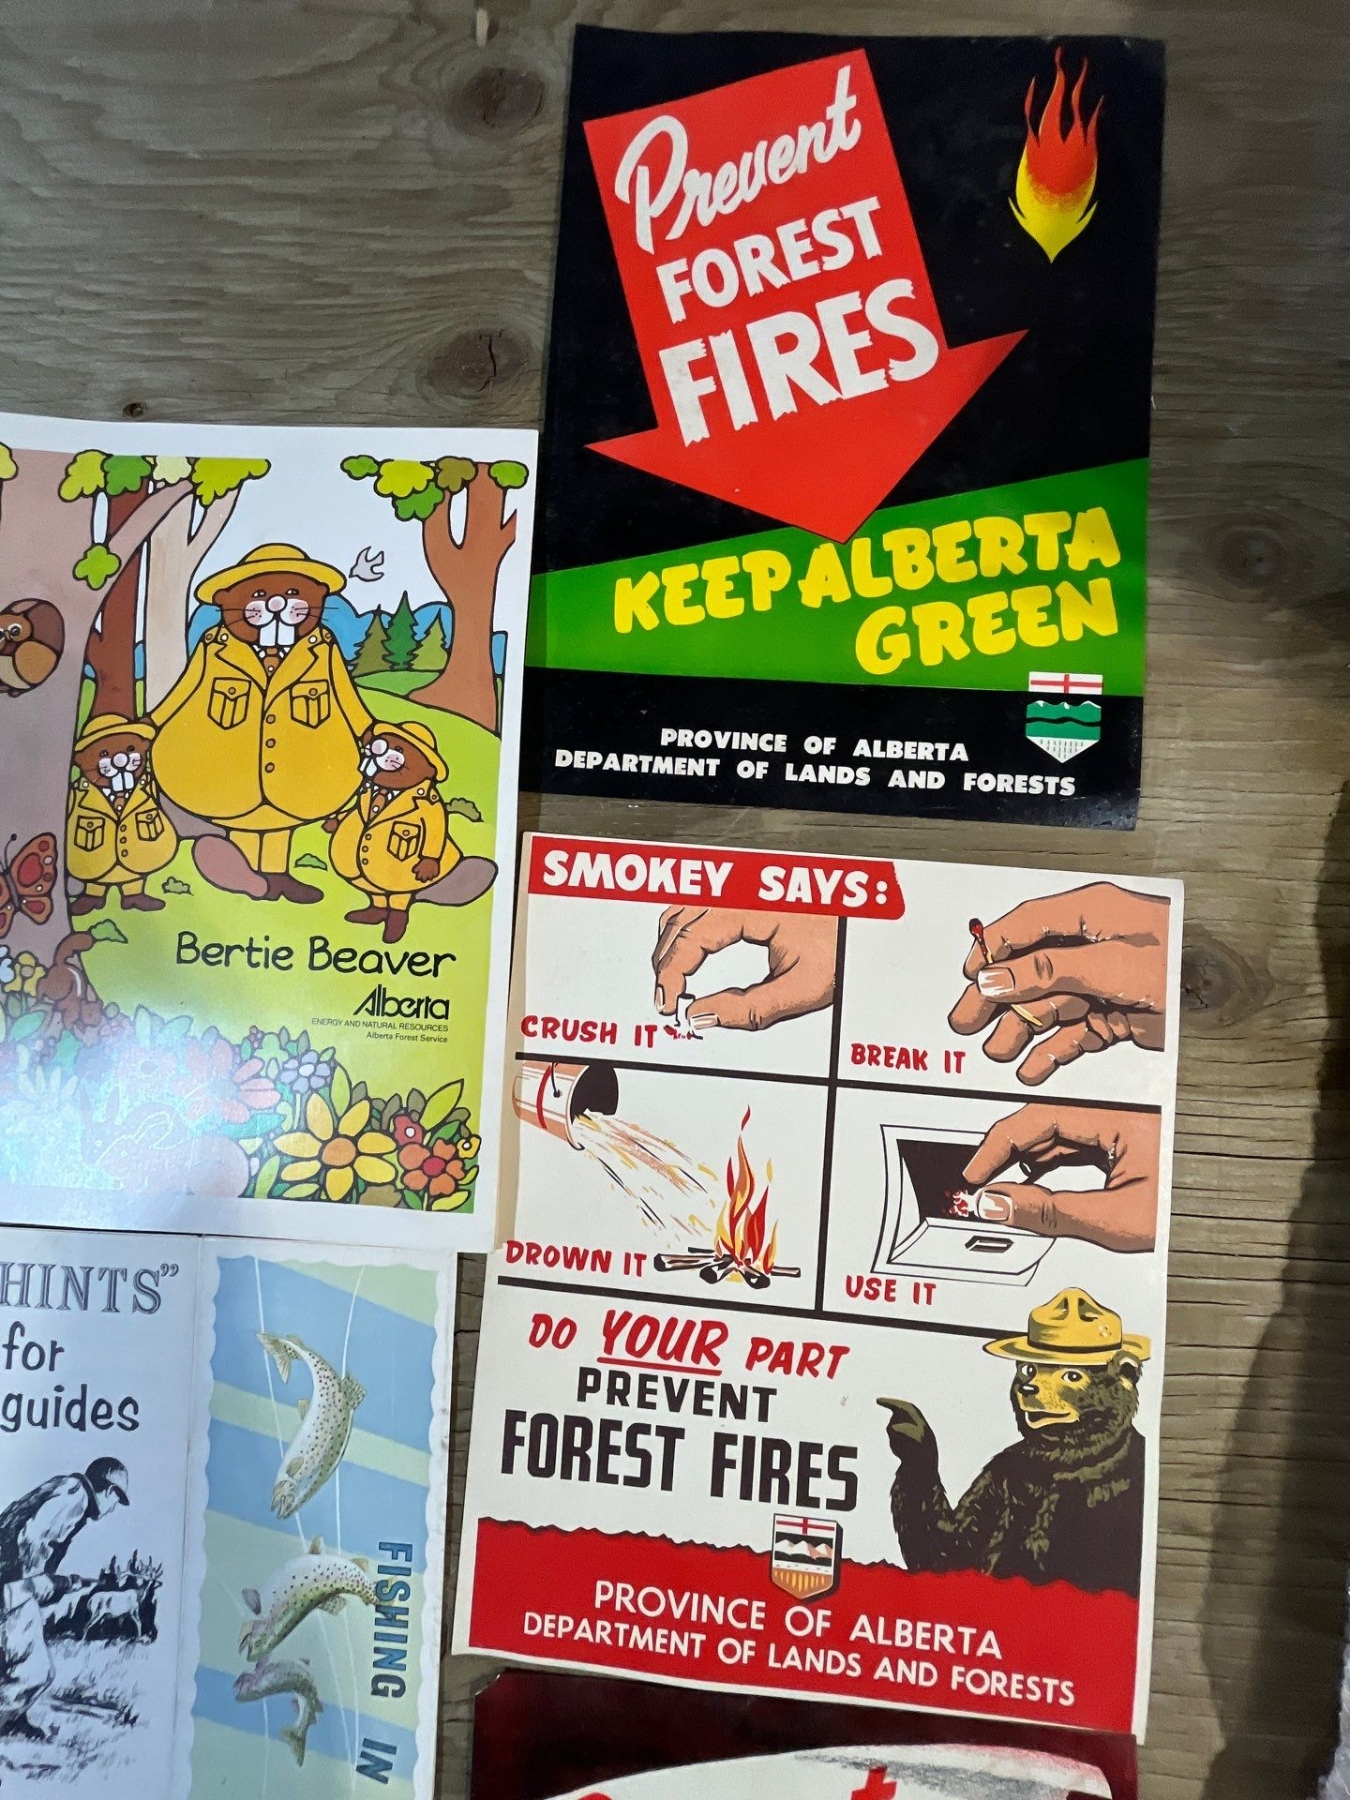 Prevent
FOREST
FIRES
KEEP ALBERTA
GREEN
PROVINCE OF ALBERTA
DEPARTMENT OF LANDS AND FORESTS
Bertie Beaver
Alberta
ENERGY AND NATURAL RESOURCES
Alberta Forest Service
SMOKEY SAYS:
CRUSH IT
BREAK IT
DROWN IT
USE IT
DO YOUR PART
PREVENT
FOREST FIRES
PROVINCE OF ALBERTA
DEPARTMENT OF LANDS AND FORESTS
HINTS”
for
guides
FISHING IN